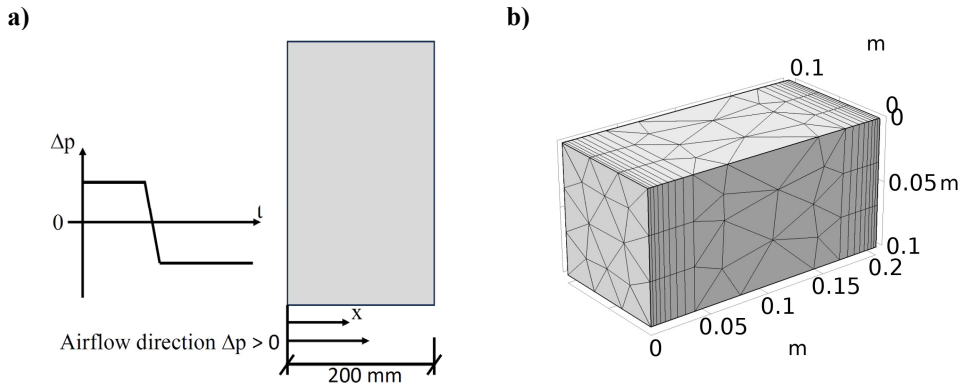 a)
Δp
0
t
x
Airflow direction Δp > 0
200 mm
b)
m
0.1
0
0
0.05 m
0.1
0.2
0.15
0.1
0.05
0
m